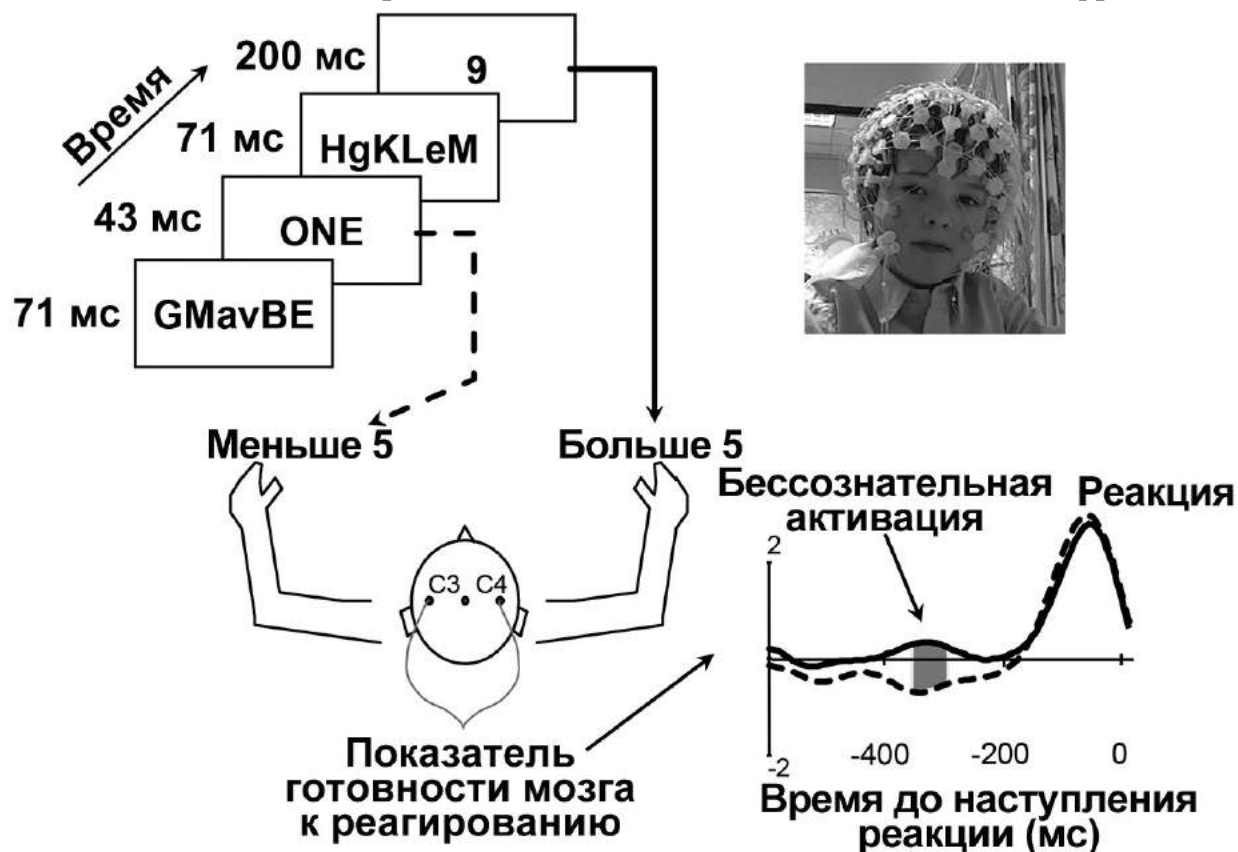 200 мс
9
Время
71 мс
HgKLeM
43 мс
ONE
71 мс
GMavBE
Меньше 5
Больше 5
C3 C4
Показатель
готовности мозга
к реагированию
Бессознательная
активация
Реакция
2
-2
-400
-200
0
Время до наступления
реакции (мс)